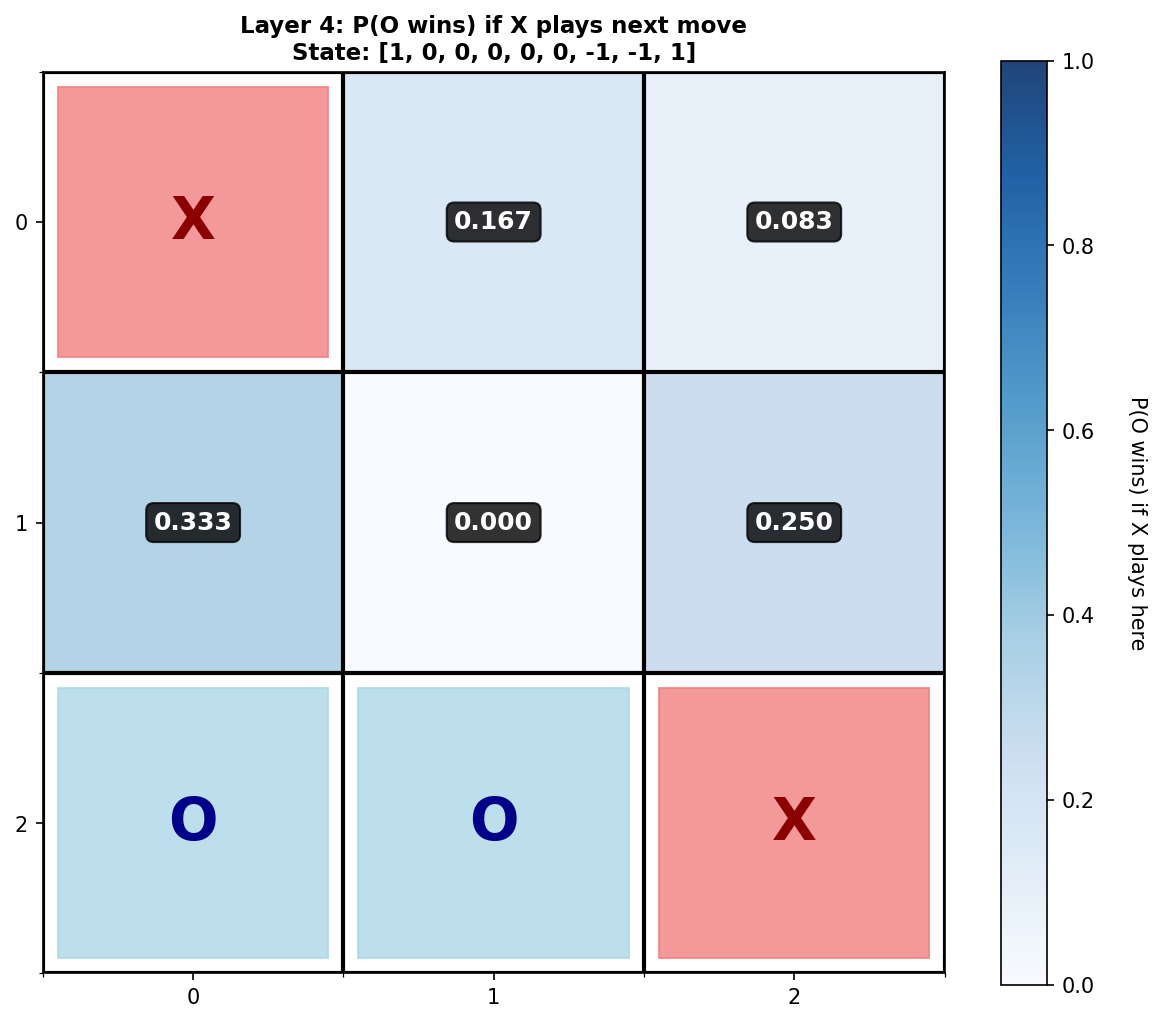 Layer 4: P(O wins) if X plays next move
State: [1, 0, 0, 0, 0, 0, -1, -1, 1]
X
0.167
0.083
0.333
0.000
0.250
O
O
X
0
1
2
0
1
2
1.0
0.8
0.6
0.4
0.2
0.0
P(O wins) if X plays here